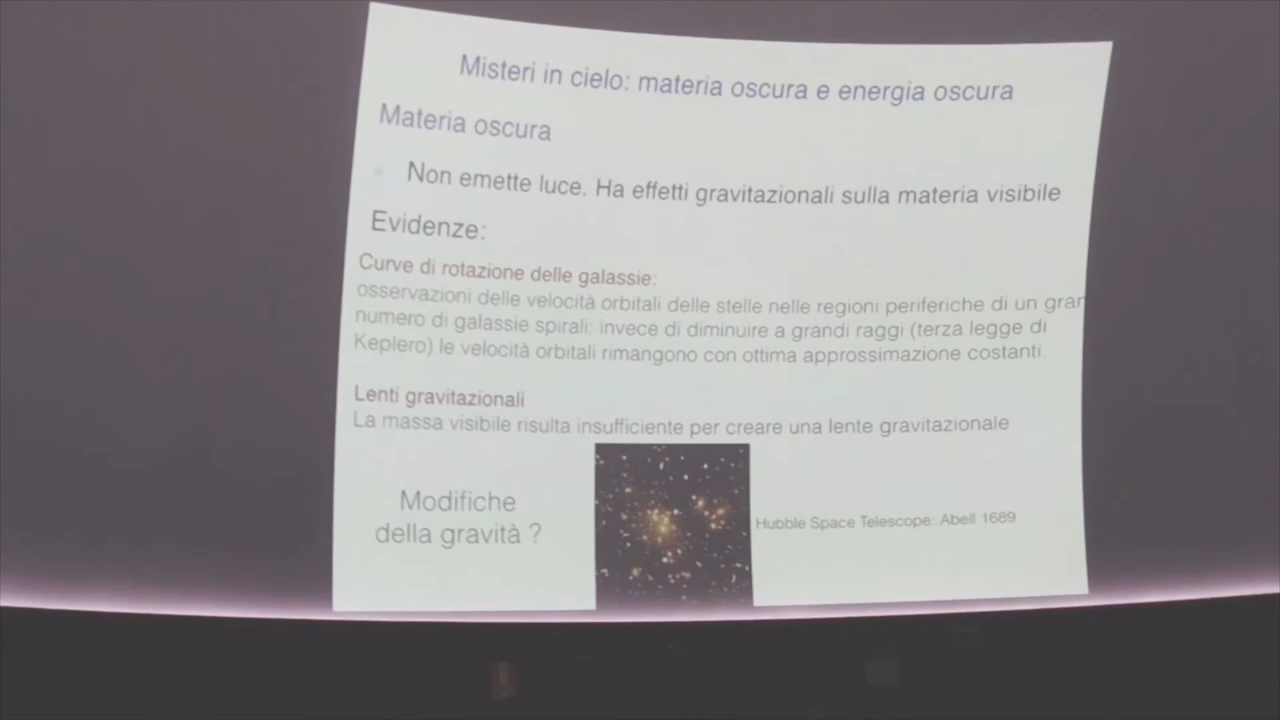 Misteri in cielo: materia oscura e energia oscura
Materia oscura
Non emette luce. Ha effetti gravitazionali sulla materia visibile
Evidenze:
Curve di rotazione delle galassie:
osservazioni delle velocità orbitali delle stelle nelle regioni periferiche di un gran
numero di galassie spirali: invece di diminuire a grandi raggi (terza legge di
Keplero) le velocità orbitali rimangono con ottima approssimazione costanti.
Lenti gravitazionali
La massa visibile risulta insufficiente per creare una lente gravitazionale
Modifiche
della gravità ?
Hubble Space Telescope: Abell 1689